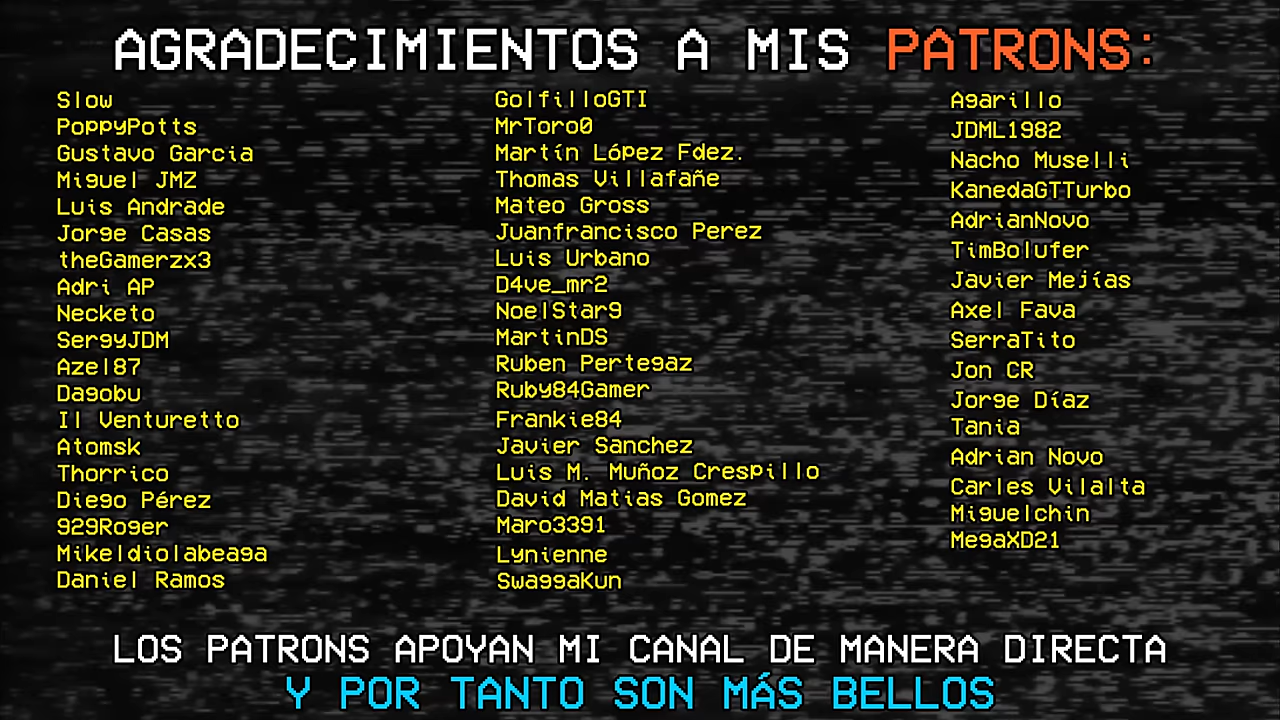 AGRADECIMIENTOS A MIS PATRONS:
Slow
PoppyPotts
Gustavo Garcia
Miguel JMZ
Luis Andrade
Jorge Casas
theGamerzx3
Adri AP
Necketo
SergyJDM
Azel87
Dagobu
Il Venturetto
Atomsk
Thorrico
Diego Pérez
929Roger
Mikeldiolabeaga
Daniel Ramos
GolfilloGTI
MrToro0
Martín López Fdez.
Thomas Villafañe
Mateo Gross
Juanfrancisco Perez
Luis Urbano
D4ve_mr2
NoelStar9
MartinDS
Ruben Pertegaz
Ruby84Gamer
Frankie84
Javier Sanchez
Luis M. Muñoz Crespillo
David Matias Gomez
Maro3391
Lynienne
SwaggaKun
Agarillo
JDML1982
Nacho Muselli
KanedaGTTurbo
AdrianNovo
TimBolufer
Javier Mejías
Axel Fava
SerraTito
Jon CR
Jorge Díaz
Tania
Adrian Novo
Carles Vilalta
Miguelchin
MegaXD21
LOS PATRONS APOYAN MI CANAL DE MANERA DIRECTA
Y POR TANTO SON MÁS BELLOS